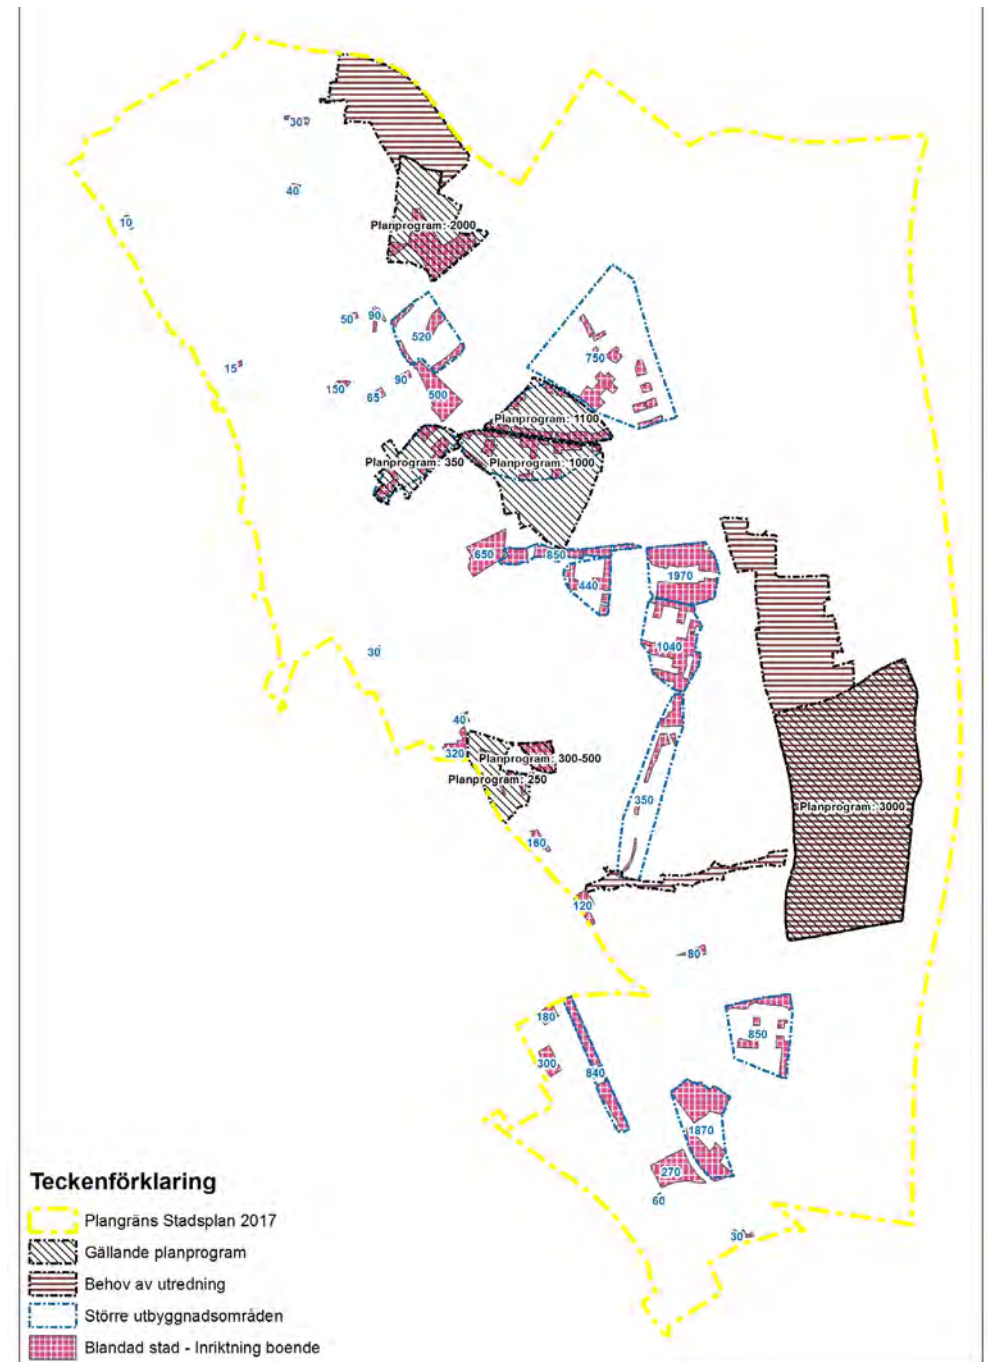 30
40
10
Planprogram: 2000
50
90
520
750
15
150
65
90
500
Planprogram: 1100
Planprogram: 350
Planprogram: 1000
650
850
440
1970
1040
30
40
320
Planprogram: 300-500
Planprogram: 250
350
Planprogram: 3000
160
120
80
180
300
840
850
1870
270
60
30
Teckenförklaring
Plangräns Stadsplan 2017
Gällande planprogram
Behov av utredning
Större utbyggnadsområden
Blandad stad - Inriktning boende